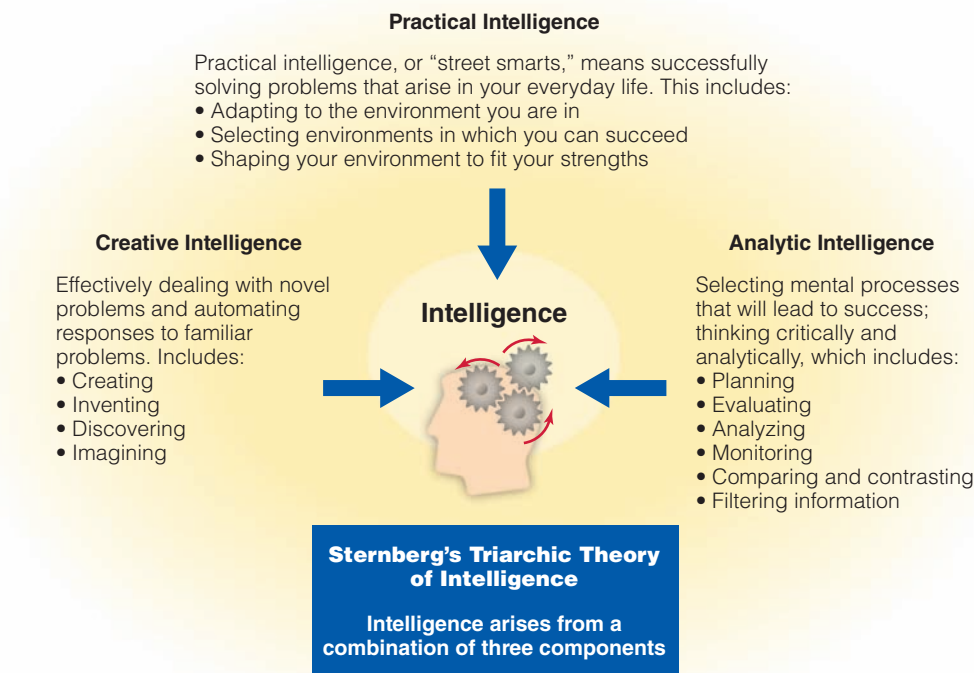 Practical Intelligence
Practical intelligence, or “street smarts,” means successfully
solving problems that arise in your everyday life. This includes:
• Adapting to the environment you are in
• Selecting environments in which you can succeed
• Shaping your environment to fit your strengths
Creative Intelligence
Effectively dealing with novel
problems and automating
responses to familiar
problems. Includes:
• Creating
• Inventing
• Discovering
• Imagining
Intelligence
Analytic Intelligence
Selecting mental processes
that will lead to success;
thinking critically and
analytically, which includes:
• Planning
• Evaluating
• Analyzing
• Monitoring
• Comparing and contrasting
• Filtering information
Sternberg’s Triarchic Theory
of Intelligence
Intelligence arises from a
combination of three components